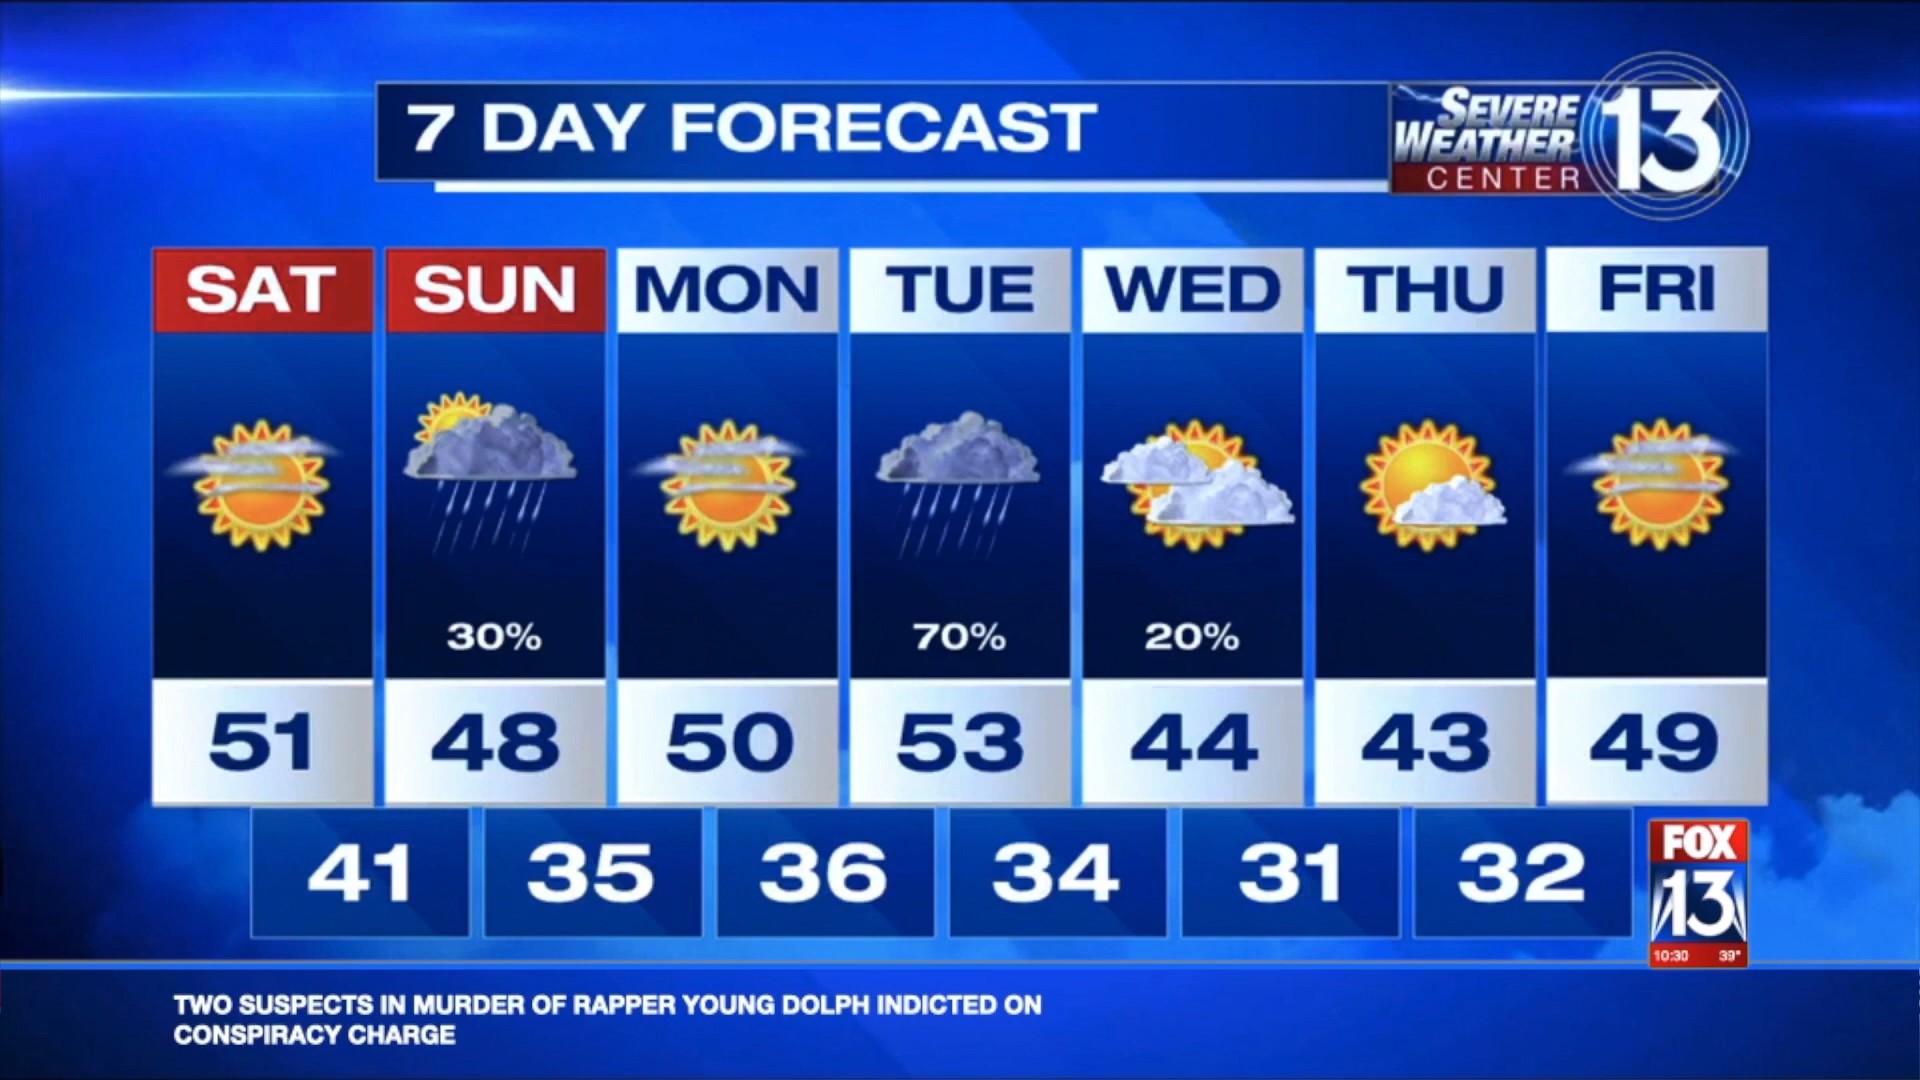 7 DAY FORECAST
SEVERE
WEATHER
CENTER
13
SAT SUN MON TUE WED THU FRI
30% 70% 20%
51 48 50 53 44 43 49
41 35 36 34 31 32
FOX
13
10:30 39°
TWO SUSPECTS IN MURDER OF RAPPER YOUNG DOLPH INDICTED ON
CONSPIRACY CHARGE